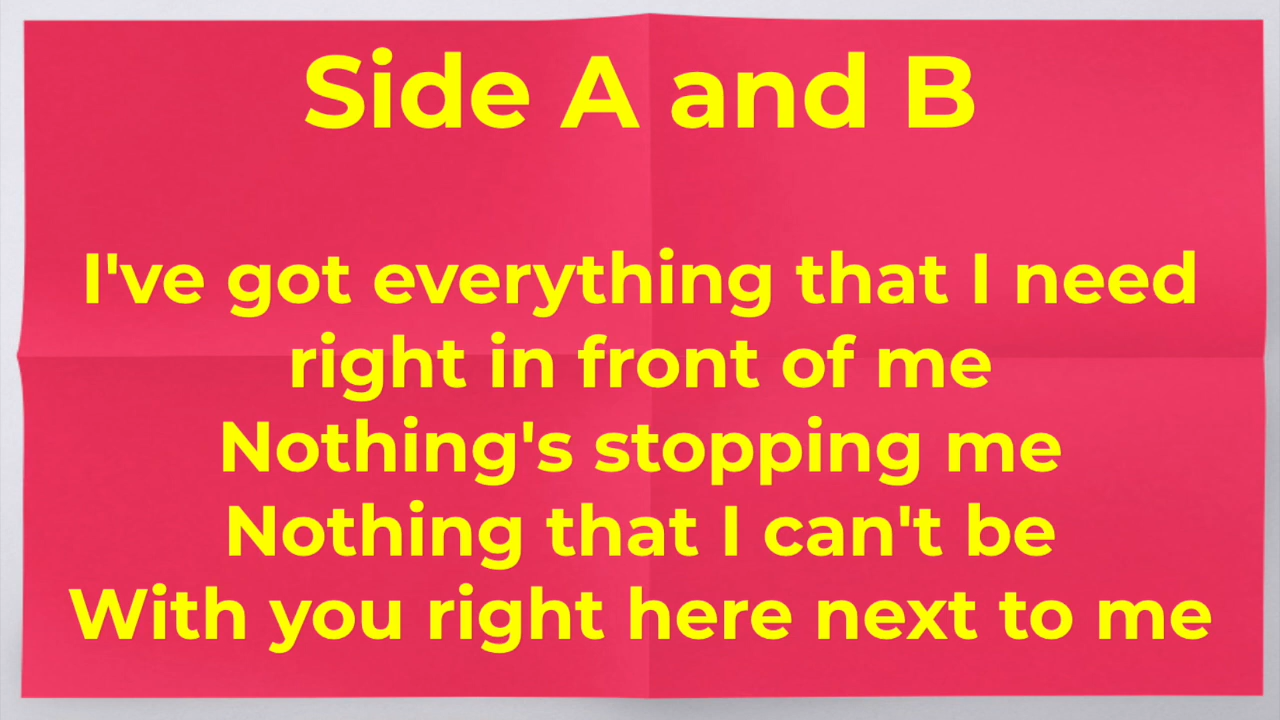 Side A and B
I've got everything that I need
right in front of me
Nothing's stopping me
Nothing that I can't be
With you right here next to me